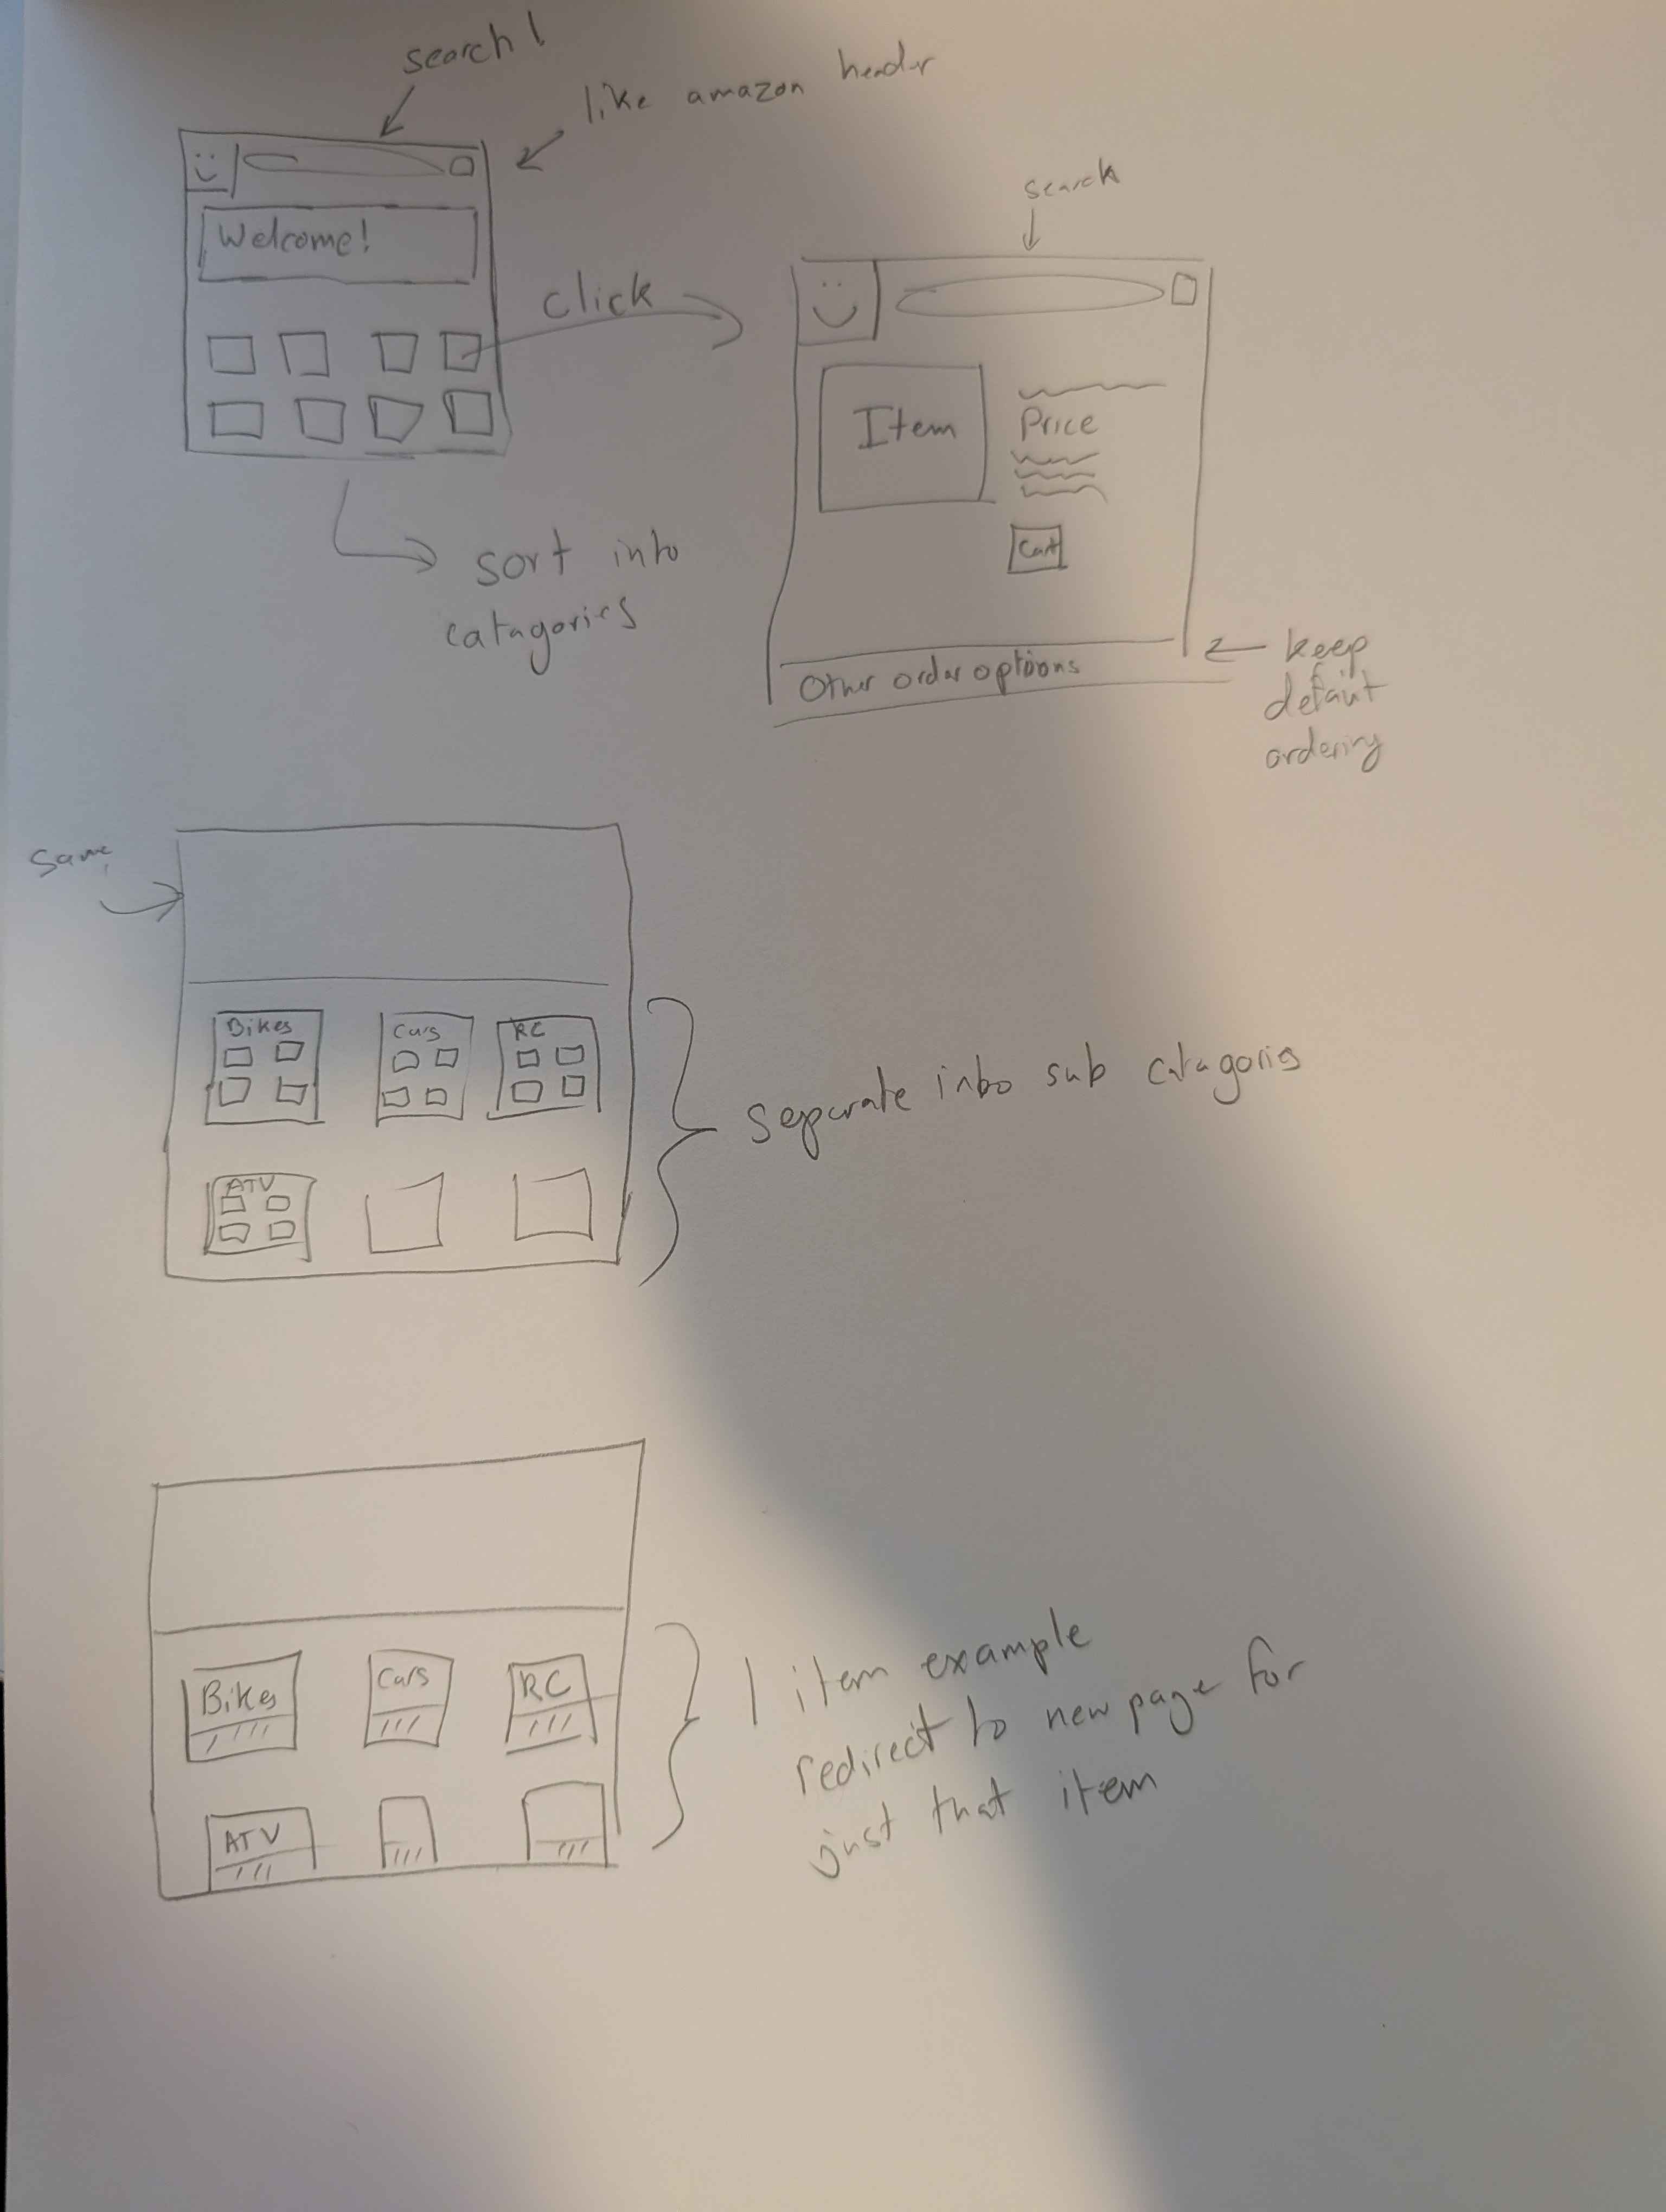 search!
like amazon header
Welcome!
click
sort into
catagories
search
Item
Price
Cart
Other order optioons
keep
defaut
ordering
Same
Bikes
Cars
RC
ATV
separate into sub catagoris
Bikes
Cars
RC
ATV
1 item example
redirect to new page for
just that item